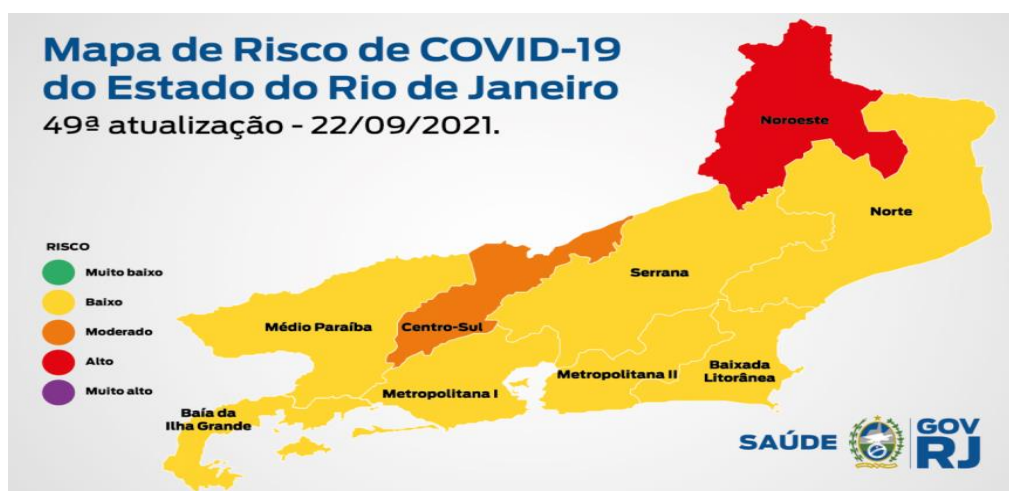 Mapa de Risco de COVID-19
do Estado do Rio de Janeiro
49ª atualização - 22/09/2021.
Noroeste
Norte
Serrana
RISCO
Muito baixo
Baixo
Moderado
Alto
Muito alto
Médio Paraíba
Centro-Sul
Metropolitana I
Metropolitana II
Baixada
Litorânea
Baía da
Ilha Grande
SAÚDE
GOV
RJ